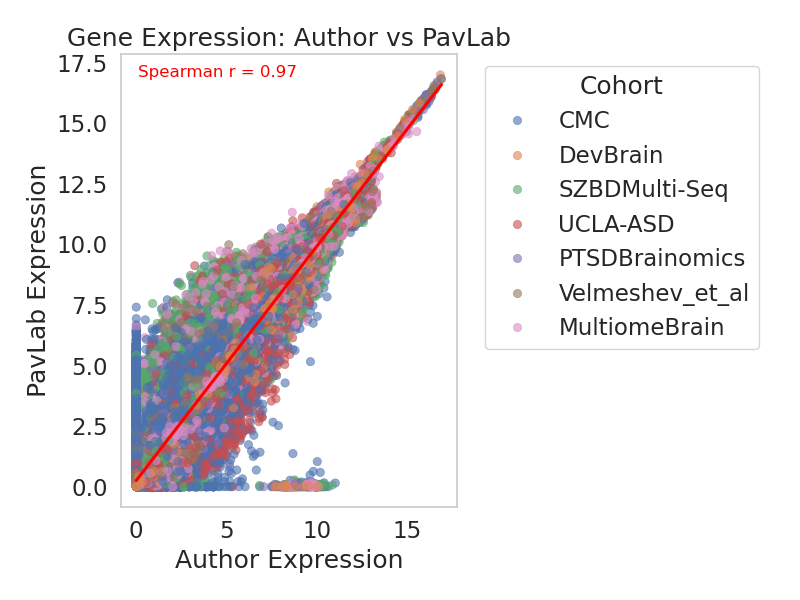 Gene Expression: Author vs PavLab
Spearman r = 0.97
17.5
15.0
12.5
10.0
7.5
5.0
2.5
0.0
PavLab Expression
0 5 10 15
Author Expression
Cohort
CMC
DevBrain
SZBDMulti-Seq
UCLA-ASD
PTSDBrainomics
Velmeshev_et_al
MultiomeBrain